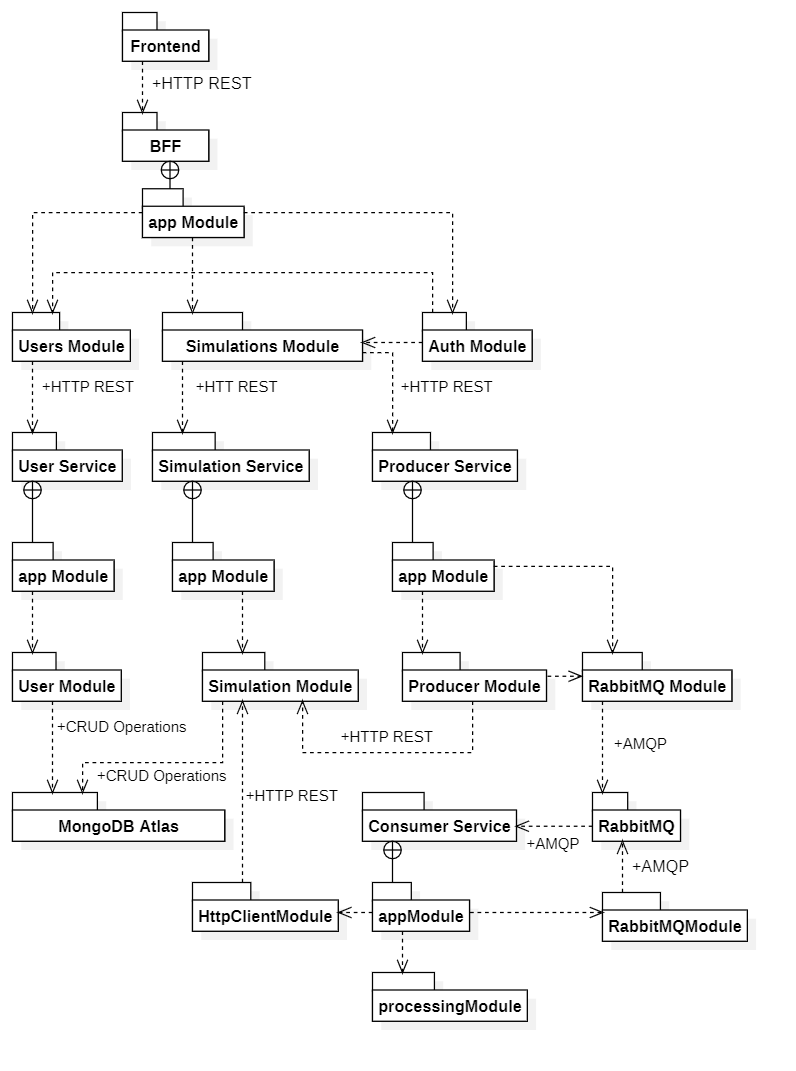 Frontend
+HTTP REST
BFF
app Module
Users Module
Simulations Module
Auth Module
+HTTP REST
+HTT REST
+HTTP REST
User Service
Simulation Service
Producer Service
app Module
app Module
app Module
User Module
Simulation Module
Producer Module
RabbitMQ Module
+CRUD Operations
+HTTP REST
+AMQP
+CRUD Operations
+HTTP REST
MongoDB Atlas
Consumer Service
RabbitMQ
+AMQP
+AMQP
HttpClientModule
appModule
RabbitMQModule
processingModule